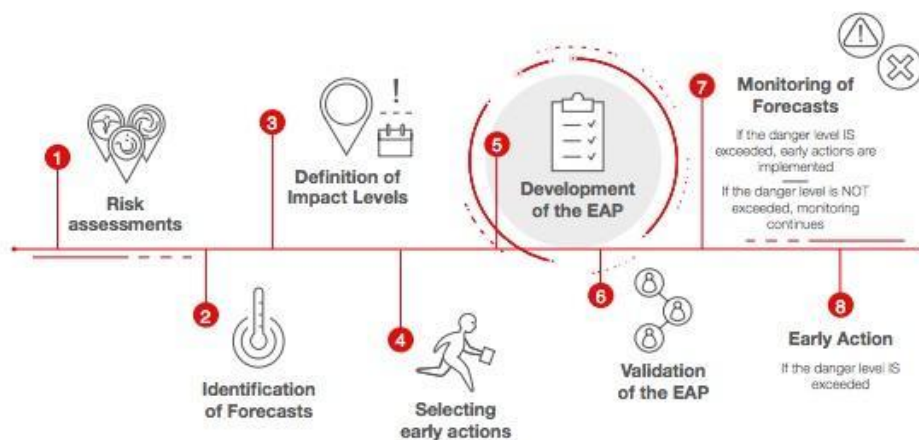 1
Risk
assessments
2
Identification
of Forecasts
3
!
Definition of
Impact Levels
4
Selecting
early actions
5
Development
of the EAP
6
Validation
of the EAP
7
Monitoring of
Forecasts
If the danger level IS
exceeded, early actions are
implemented
If the danger level is NOT
exceeded, monitoring
continues
8
Early Action
If the danger level IS
exceeded